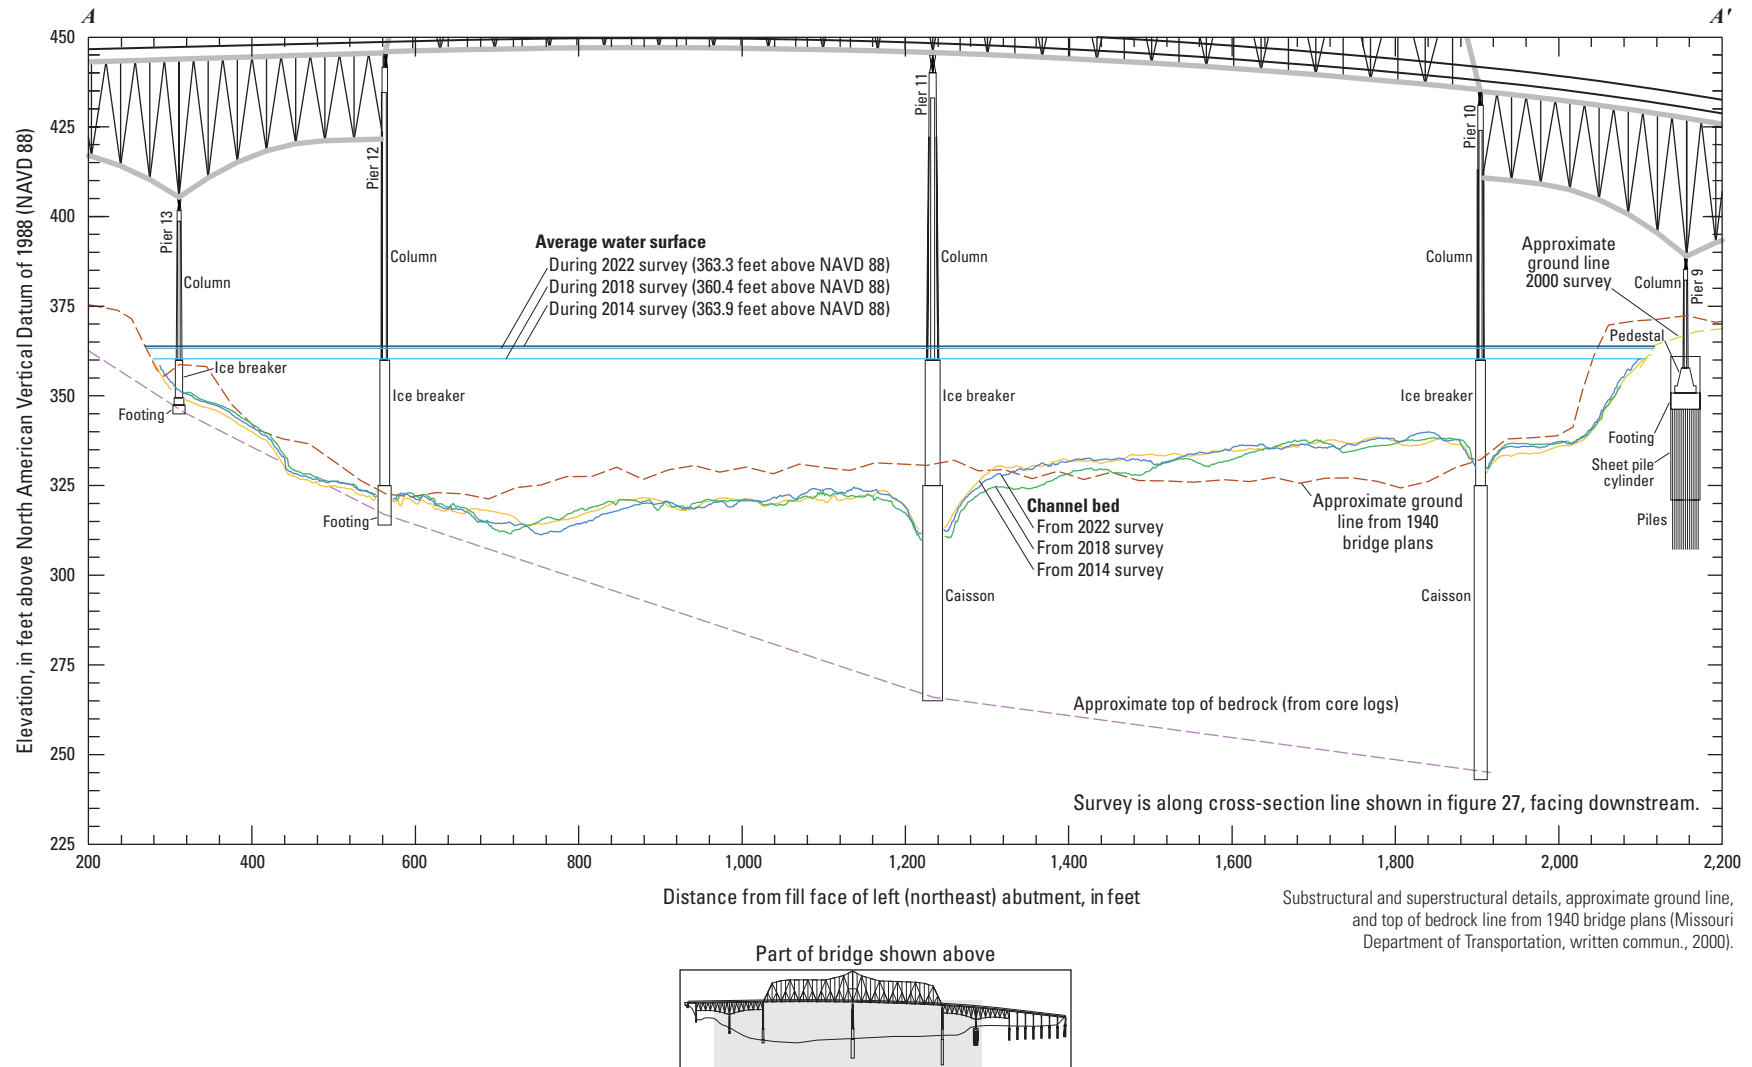 A
A'
Elevation, in feet above North American Vertical Datum of 1988 (NAVD 88)
450
425
400
375
350
325
300
275
250
225
Pier 13
Column
Ice breaker
Footing
Pier 12
Column
Ice breaker
Footing
Average water surface
During 2022 survey (363.3 feet above NAVD 88)
During 2018 survey (360.4 feet above NAVD 88)
During 2014 survey (363.9 feet above NAVD 88)
Pier 11
Column
Ice breaker
Caisson
Channel bed
From 2022 survey
From 2018 survey
From 2014 survey
Approximate ground
line from 1940
bridge plans
Pier 10
Column
Ice breaker
Caisson
Approximate
ground line
2000 survey
Column
Pier 9
Pedestal
Footing
Sheet pile
cylinder
Piles
Approximate top of bedrock (from core logs)
Survey is along cross-section line shown in figure 27, facing downstream.
200
400
600
800
1,000
1,200
1,400
1,600
1,800
2,000
2,200
Distance from fill face of left (northeast) abutment, in feet
Substructural and superstructural details, approximate ground line,
and top of bedrock line from 1940 bridge plans (Missouri
Department of Transportation, written commun., 2000).
Part of bridge shown above